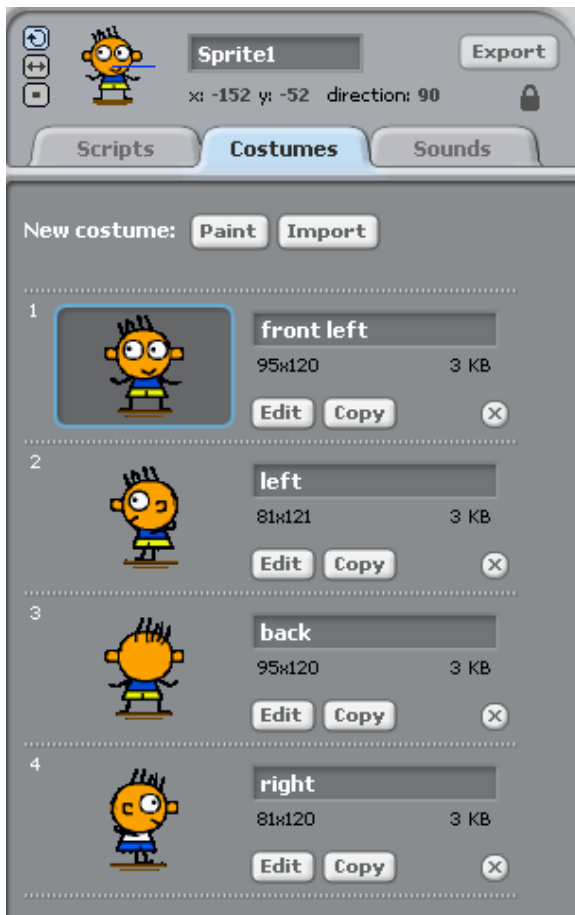 Sprite1
Export
x: -152 y: -52 direction: 90
Scripts
Costumes
Sounds
New costume: Paint Import
1
front left
95x120 3 KB
Edit Copy
2
left
81x121 3 KB
Edit Copy
3
back
95x120 3 KB
Edit Copy
4
right
81x120 3 KB
Edit Copy